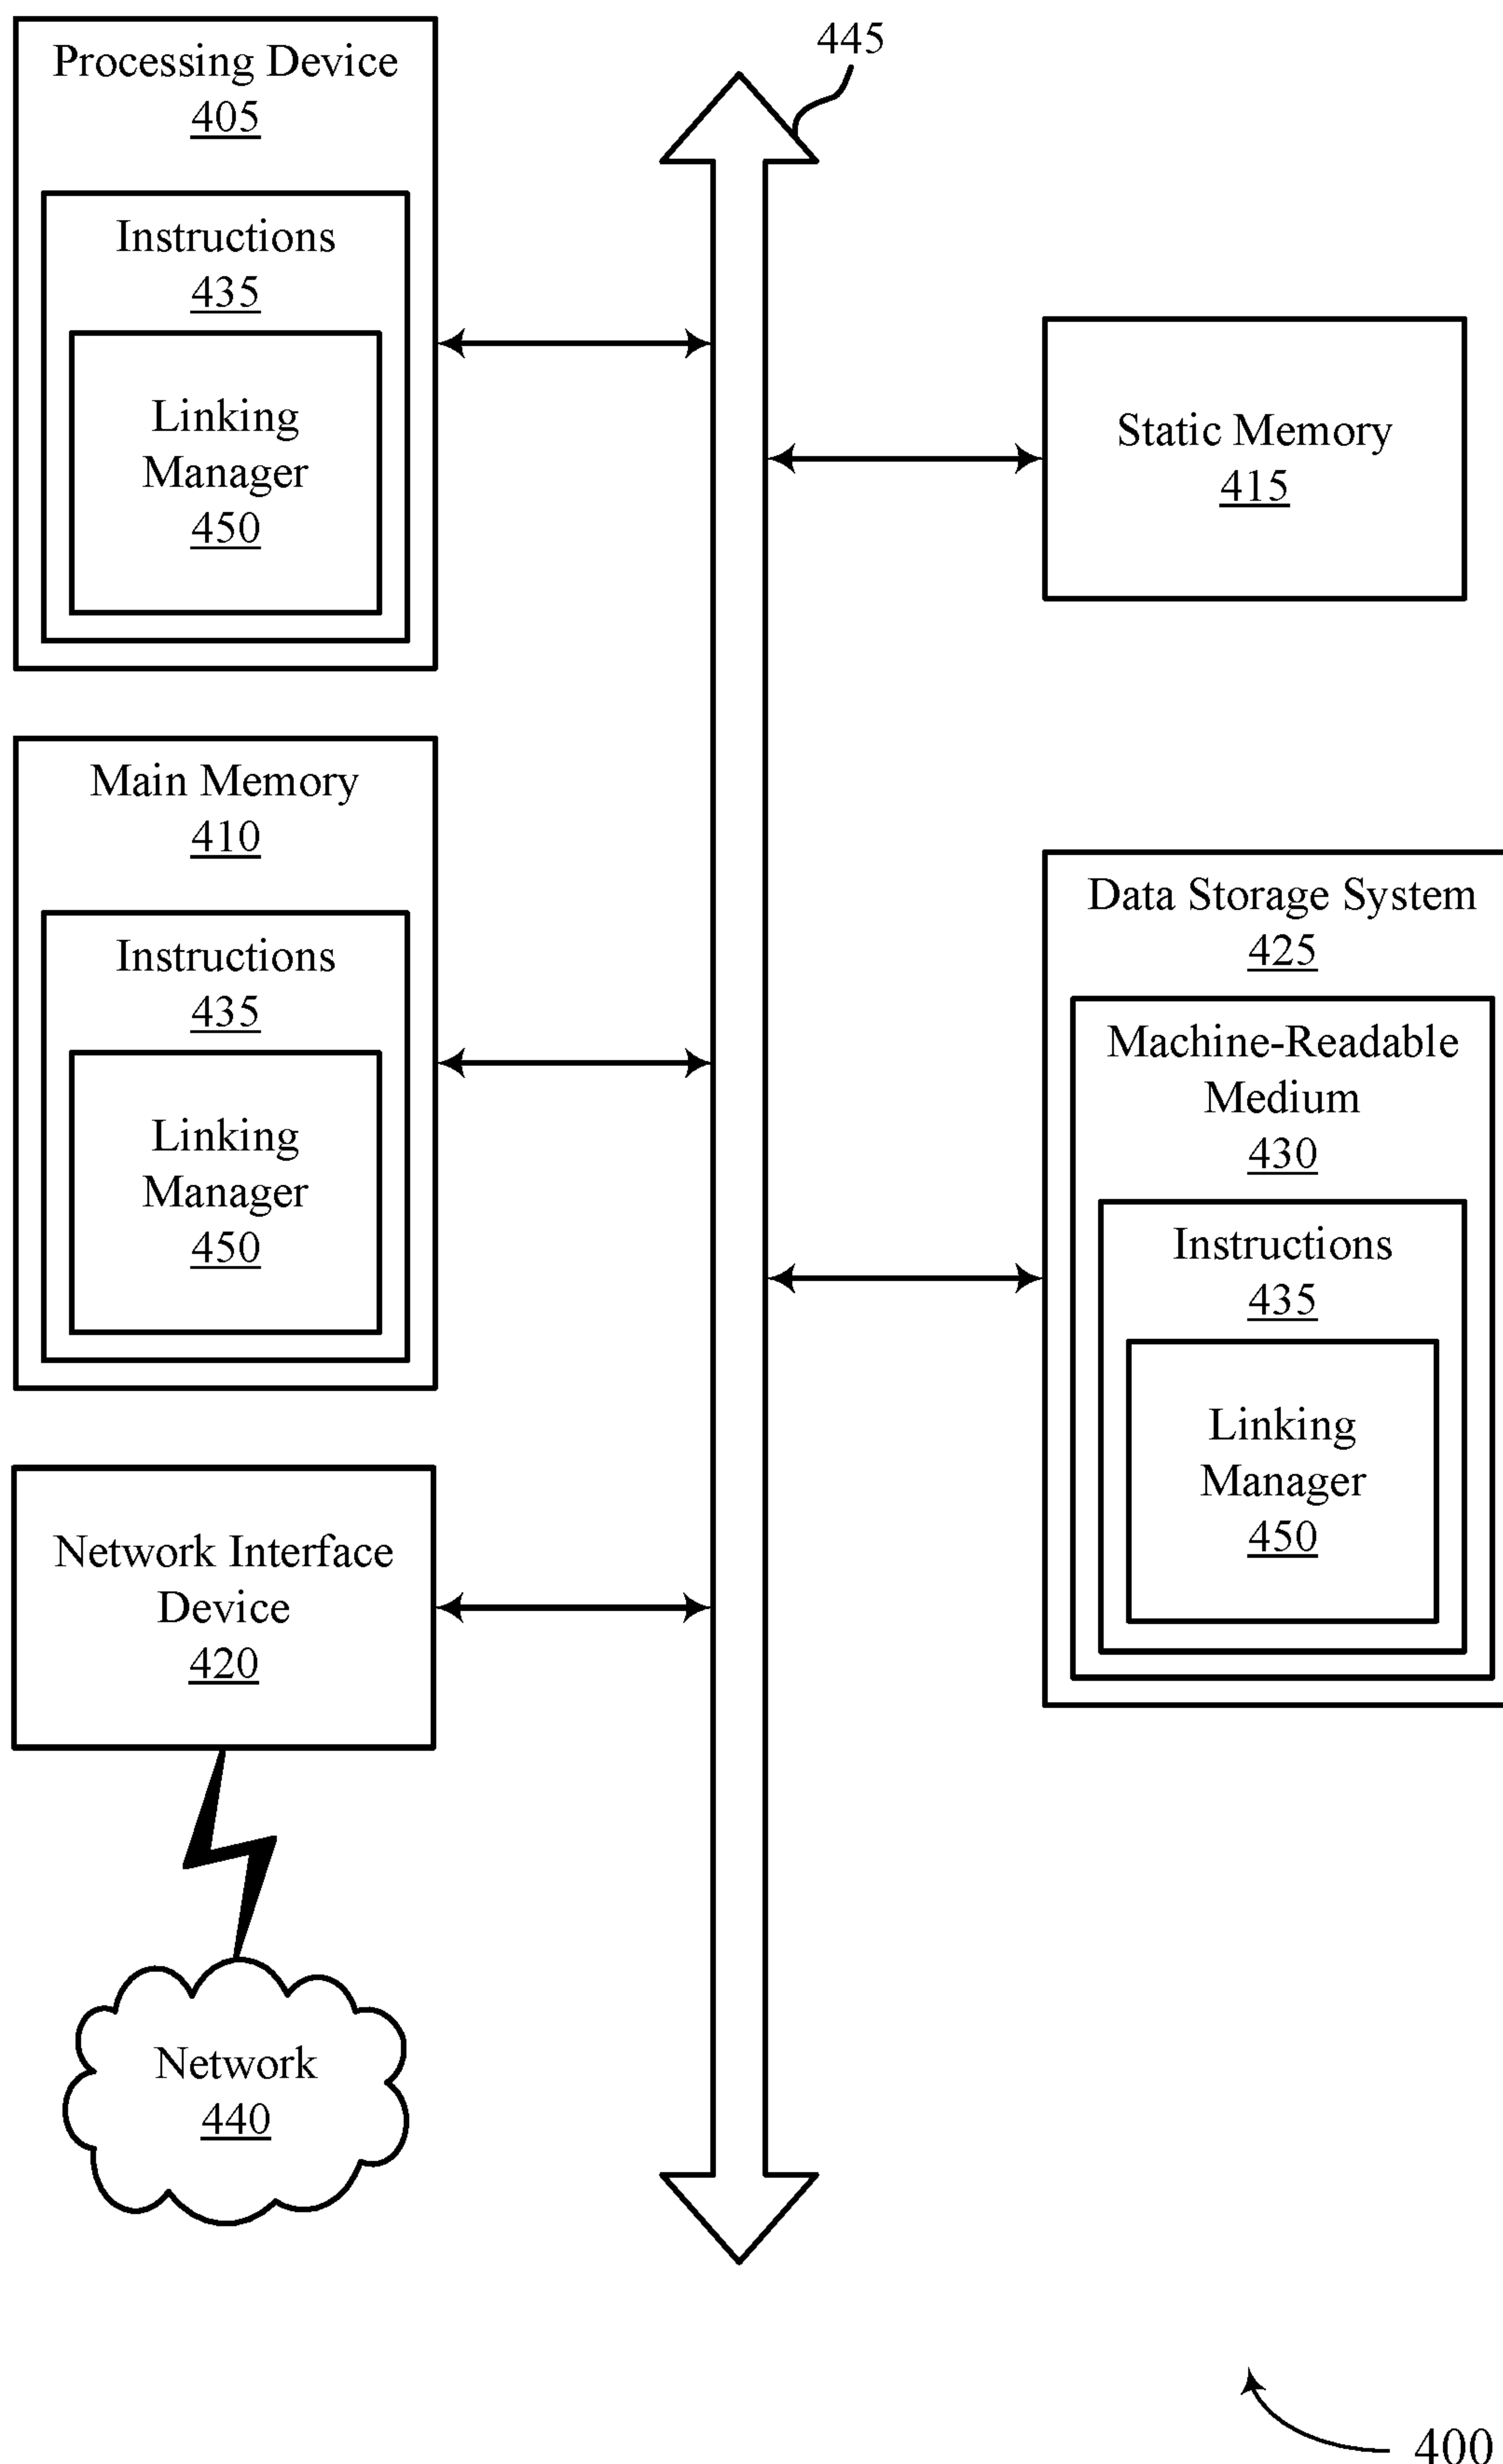 Processing Device
405
Instructions
435
Linking
Manager
450
445
Static Memory
415
Main Memory
410
Instructions
435
Linking
Manager
450
Data Storage System
425
Machine-Readable
Medium
430
Instructions
435
Linking
Manager
450
Network Interface
Device
420
Network
440
400